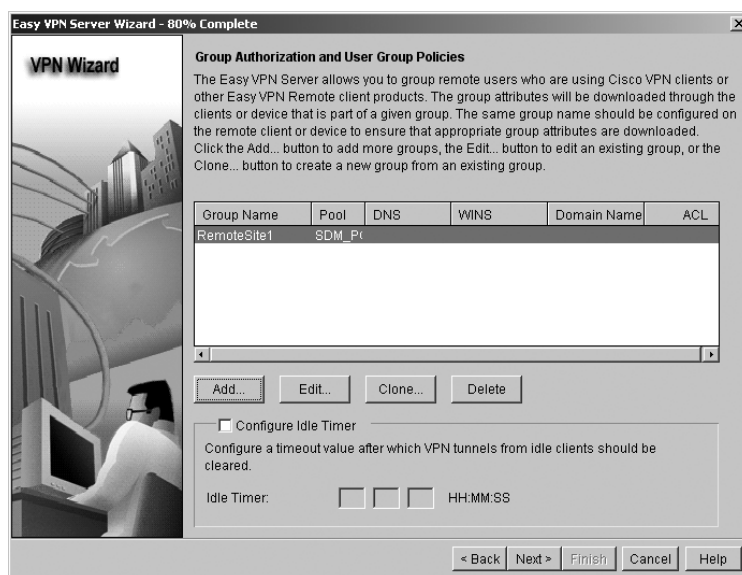 Easy VPN Server Wizard - 80% Complete
VPN Wizard
Group Authorization and User Group Policies
The Easy VPN Server allows you to group remote users who are using Cisco VPN clients or
other Easy VPN Remote client products. The group attributes will be downloaded through the
clients or device that is part of a given group. The same group name should be configured on
the remote client or device to ensure that appropriate group attributes are downloaded.
Click the Add... button to add more groups, the Edit... button to edit an existing group, or the
Clone... button to create a new group from an existing group.
Group Name Pool DNS WINS Domain Name ACL
RemoteSite1 SDM_P(
Add... Edit... Clone... Delete
Configure Idle Timer
Configure a timeout value after which VPN tunnels from idle clients should be
cleared.
Idle Timer: HH:MM:SS
< Back Next > Finish Cancel Help